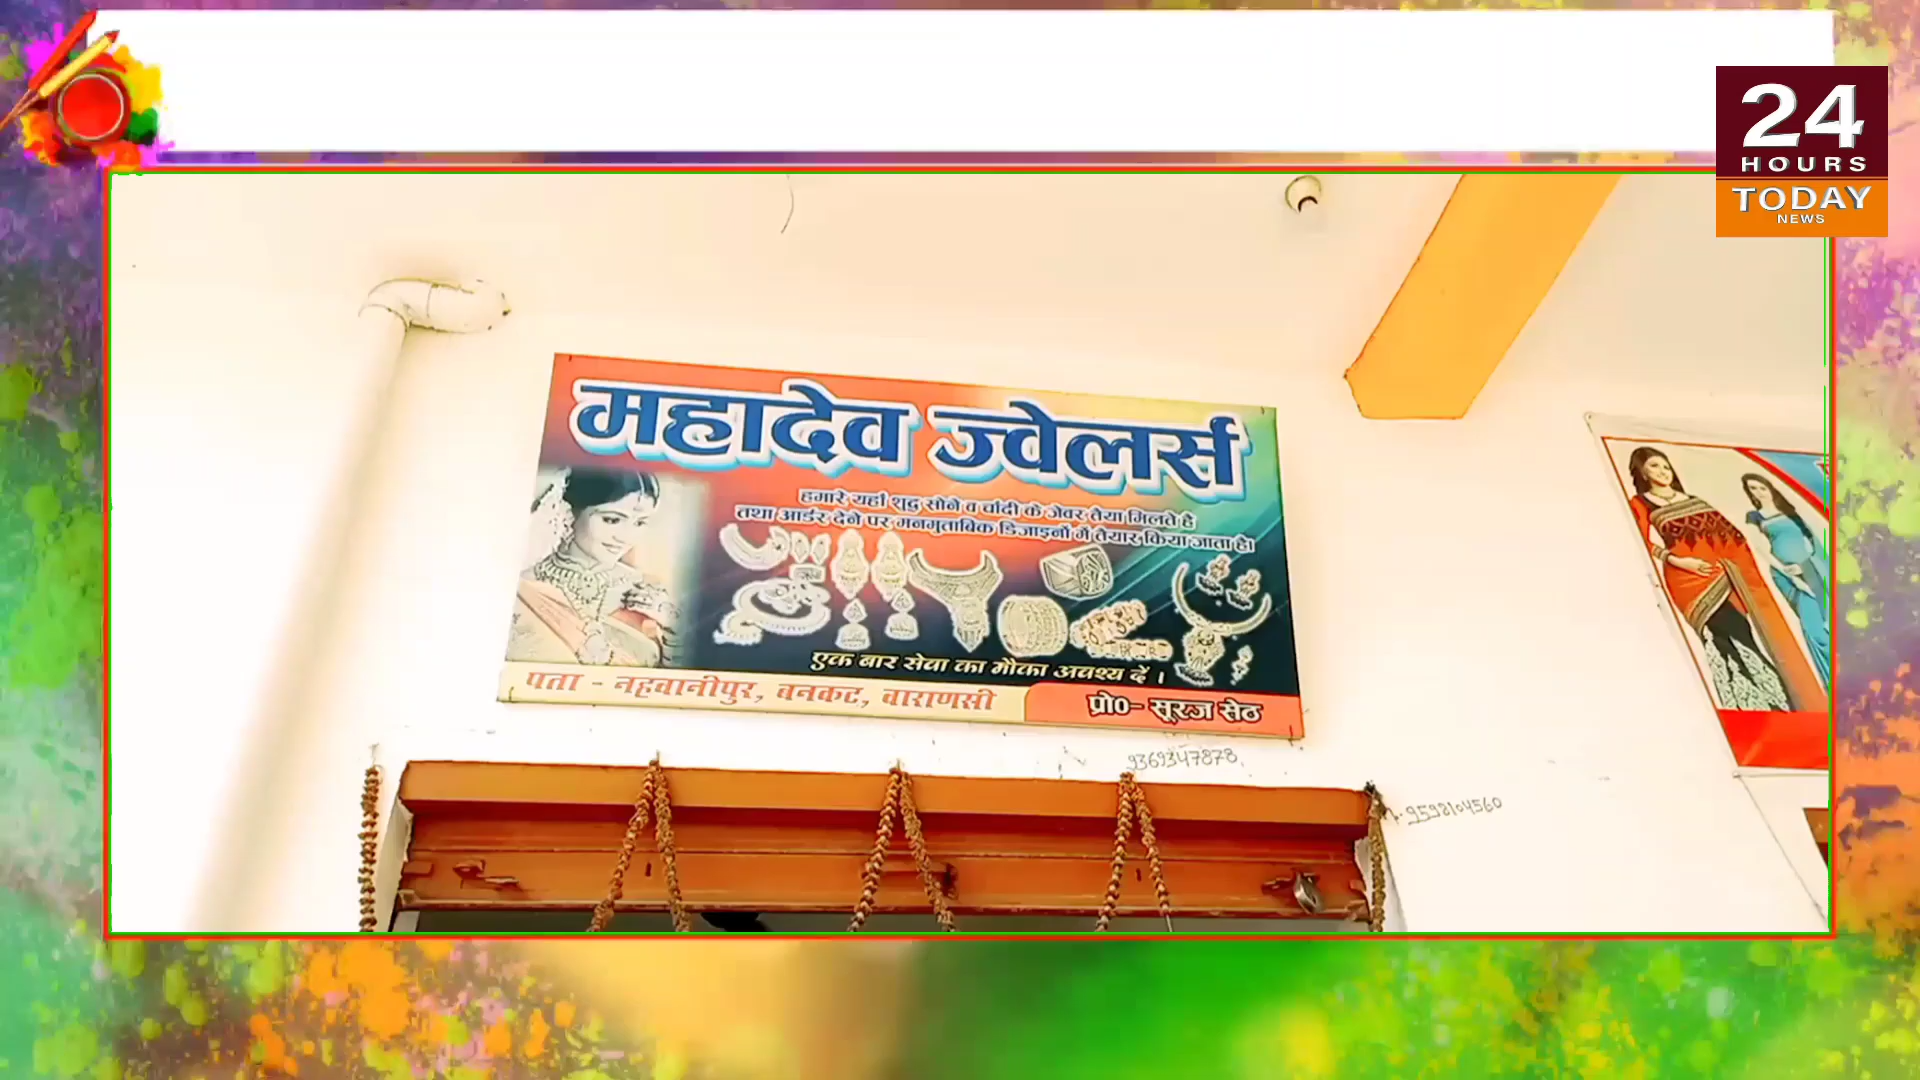 24
HOURS
TODAY
NEWS
महादेव ज्वेलर्स
हमारे यहाँ शुद्ध सोने व चाँदी के जेवर तैया मिलते है
तथा आर्डर देने पर मनमुताबिक डिजाइनों में तैयार किया जाता है।
एक बार सेवा का मौका अवश्य दें ।
पता - नहवानीपुर, बनकट, वाराणसी
प्रो0- सूरज सेठ
9369347878,
9598104560